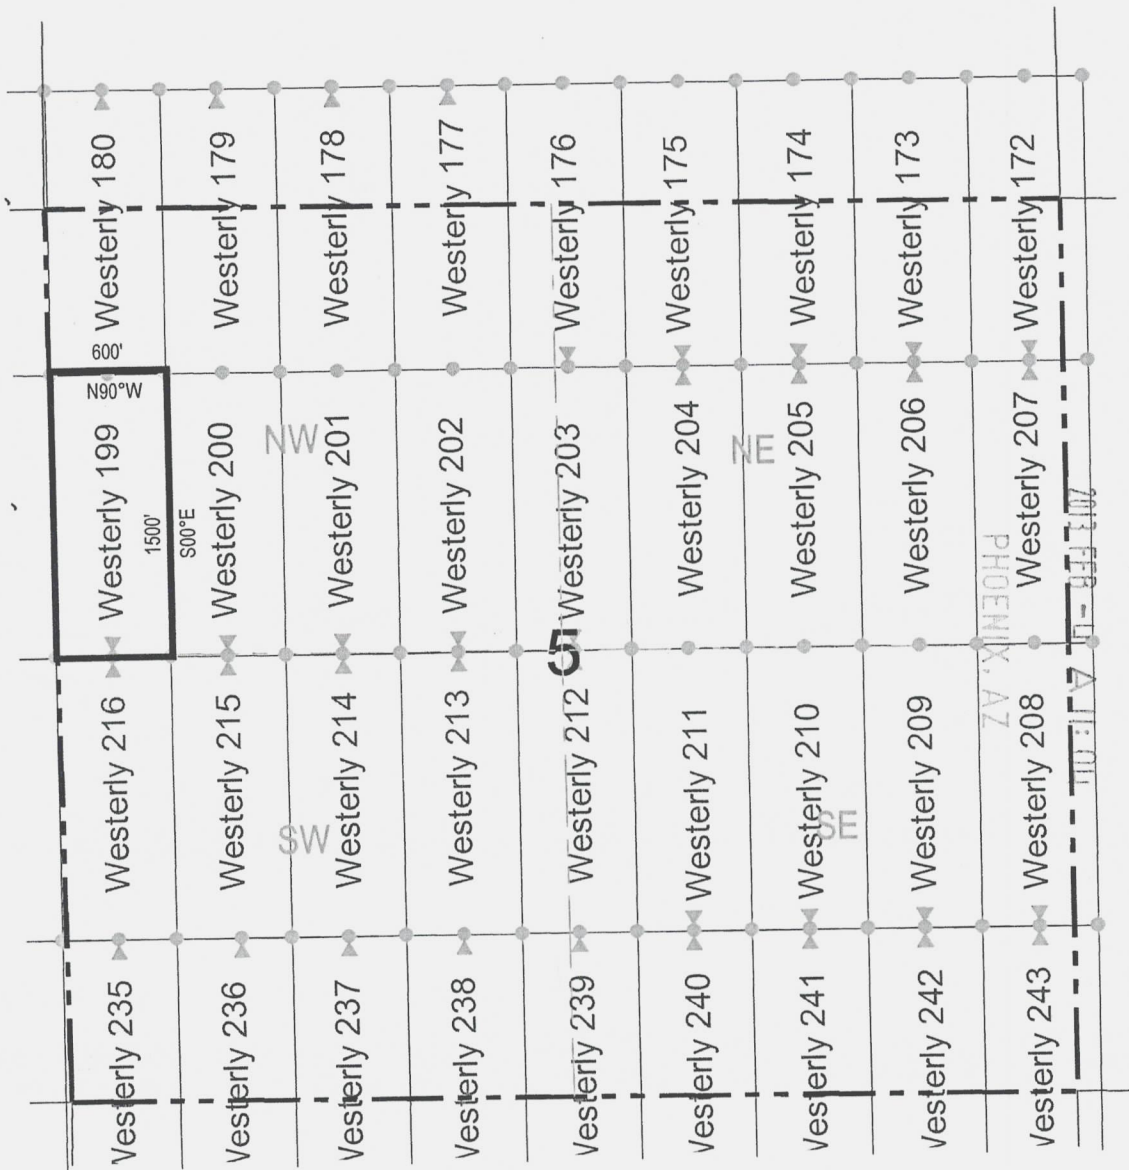 Westerly 180
Westerly 179
Westerly 178
Westerly 177
Westerly 176
Westerly 175
Westerly 174
Westerly 173
Westerly 172
600'
N90°W
Westerly 199
1500'
S00°E
Westerly 200
NW
Westerly 201
Westerly 202
Westerly 203
Westerly 204
NE
Westerly 205
Westerly 206
Westerly 207
5
PHOENIX, AZ
2013 FEB
A 11:
Westerly 216
Westerly 215
SW
Westerly 214
Westerly 213
Westerly 212
Westerly 211
Westerly 210
SE
Westerly 209
Westerly 208
Westerly 235
Westerly 236
Westerly 237
Westerly 238
Westerly 239
Westerly 240
Westerly 241
Westerly 242
Westerly 243